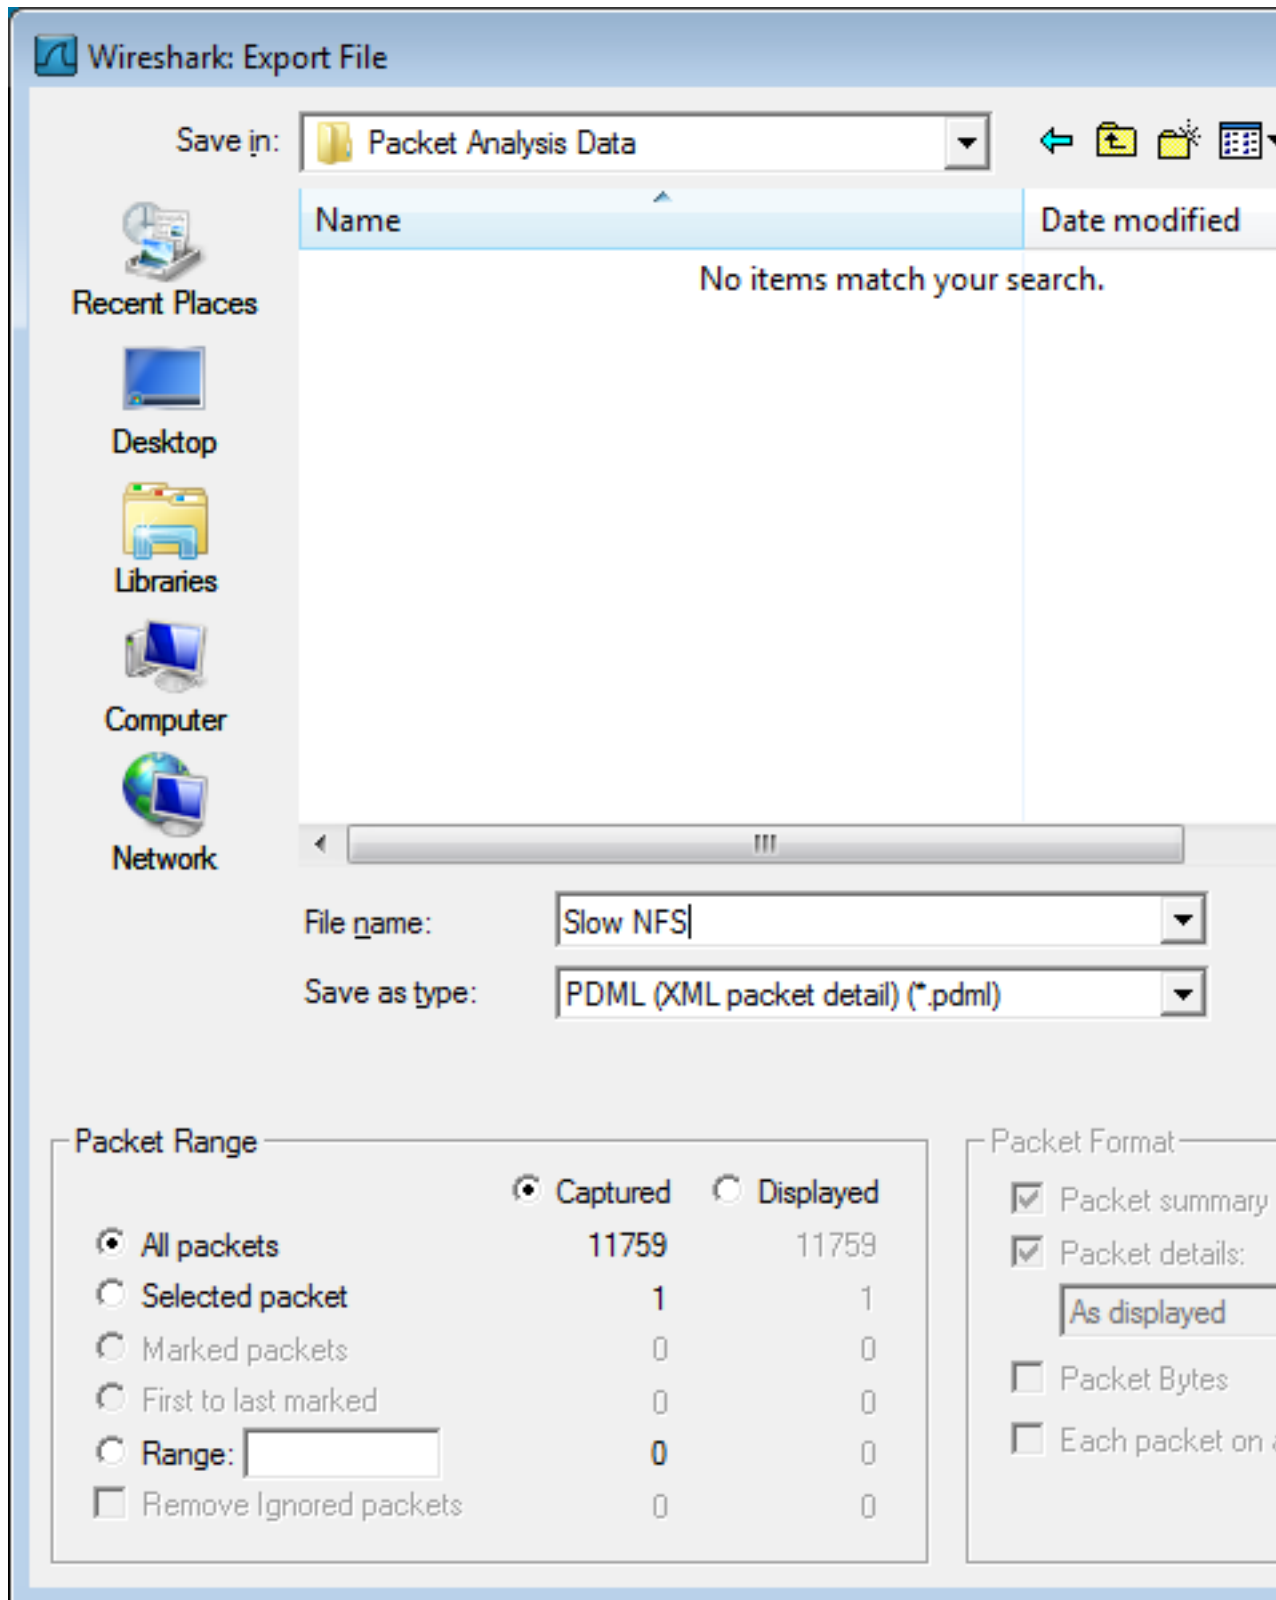 Wireshark: Export File
Save in: Packet Analysis Data
Name Date modified
No items match your search.
Recent Places
Desktop
Libraries
Computer
Network
File name: Slow NFS
Save as type: PDML (XML packet detail) (*.pdml)
Packet Range
Captured Displayed
All packets 11759 11759
Selected packet 1 1
Marked packets 0 0
First to last marked 0 0
Range: 0 0
Remove Ignored packets 0 0
Packet Format
Packet summary
Packet details:
As displayed
Packet Bytes
Each packet on